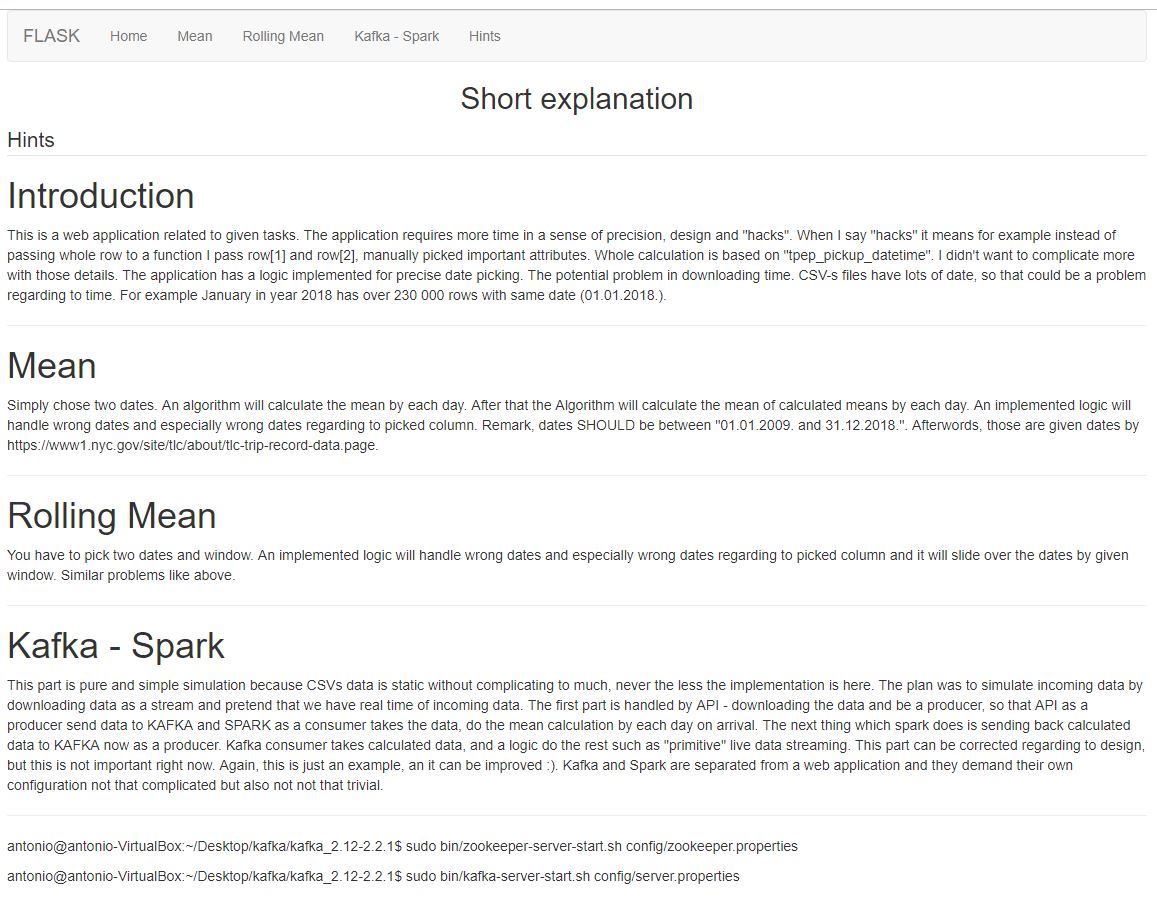 FLASK Home Mean Rolling Mean Kafka - Spark Hints
Short explanation
Hints
Introduction
This is a web application related to given tasks. The application requires more time in a sense of precision, design and "hacks". When I say "hacks" it means for example instead of
passing whole row to a function I pass row[1] and row[2], manually picked important attributes. Whole calculation is based on "tpep_pickup_datetime". I didn't want to complicate more
with those details. The application has a logic implemented for precise date picking. The potential problem in downloading time. CSV-s files have lots of date, so that could be a problem
regarding to time. For example January in year 2018 has over 230 000 rows with same date (01.01.2018.).
Mean
Simply chose two dates. An algorithm will calculate the mean by each day. After that the Algorithm will calculate the mean of calculated means by each day. An implemented logic will
handle wrong dates and especially wrong dates regarding to picked column. Remark, dates SHOULD be between "01.01.2009. and 31.12.2018.". Afterwords, those are given dates by
https://www1.nyc.gov/site/tlc/about/tlc-trip-record-data.page.
Rolling Mean
You have to pick two dates and window. An implemented logic will handle wrong dates and especially wrong dates regarding to picked column and it will slide over the dates by given
window. Similar problems like above.
Kafka - Spark
This part is pure and simple simulation because CSVs data is static without complicating to much, never the less the implementation is here. The plan was to simulate incoming data by
downloading data as a stream and pretend that we have real time of incoming data. The first part is handled by API - downloading the data and be a producer, so that API as a
producer send data to KAFKA and SPARK as a consumer takes the data, do the mean calculation by each day on arrival. The next thing which spark does is sending back calculated
data to KAFKA now as a producer. Kafka consumer takes calculated data, and a logic do the rest such as "primitive" live data streaming. This part can be corrected regarding to design,
but this is not important right now. Again, this is just an example, an it can be improved :). Kafka and Spark are separated from a web application and they demand their own
configuration not that complicated but also not not that trivial.
antonio@antonio-VirtualBox:~/Desktop/kafka/kafka_2.12-2.2.1$ sudo bin/zookeeper-server-start.sh config/zookeeper.properties
antonio@antonio-VirtualBox:~/Desktop/kafka/kafka_2.12-2.2.1$ sudo bin/kafka-server-start.sh config/server.properties